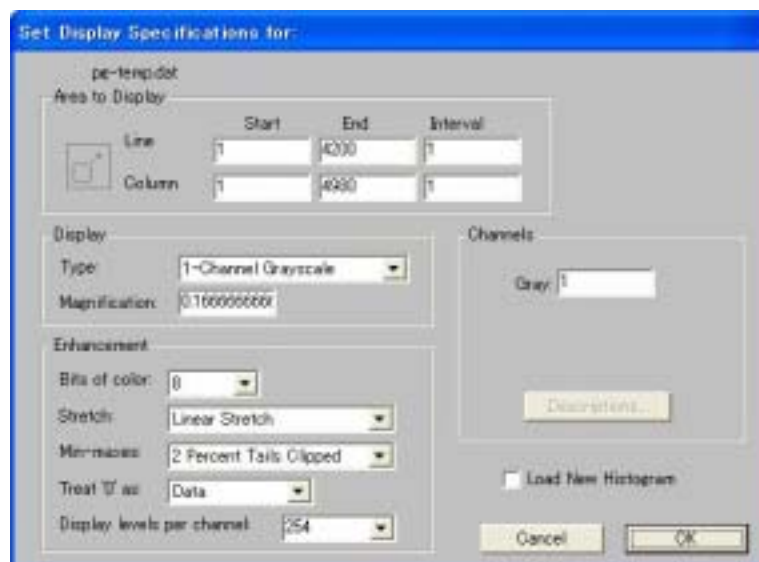 Set Display Specifications for:
pe-temp.dat
Area to Display
Start End Interval
Line 1 4200 1
Column 1 4980 1
Display
Type: 1-Channel Grayscale
Magnification: 0.166666666
Channels
Gray: 1
Descriptions...
Enhancement
Bits of color: 8
Stretch: Linear Stretch
Min-maxes: 2 Percent Tails Clipped
Treat '0' as: Data
Display levels per channel: 254
Load New Histogram
Cancel OK